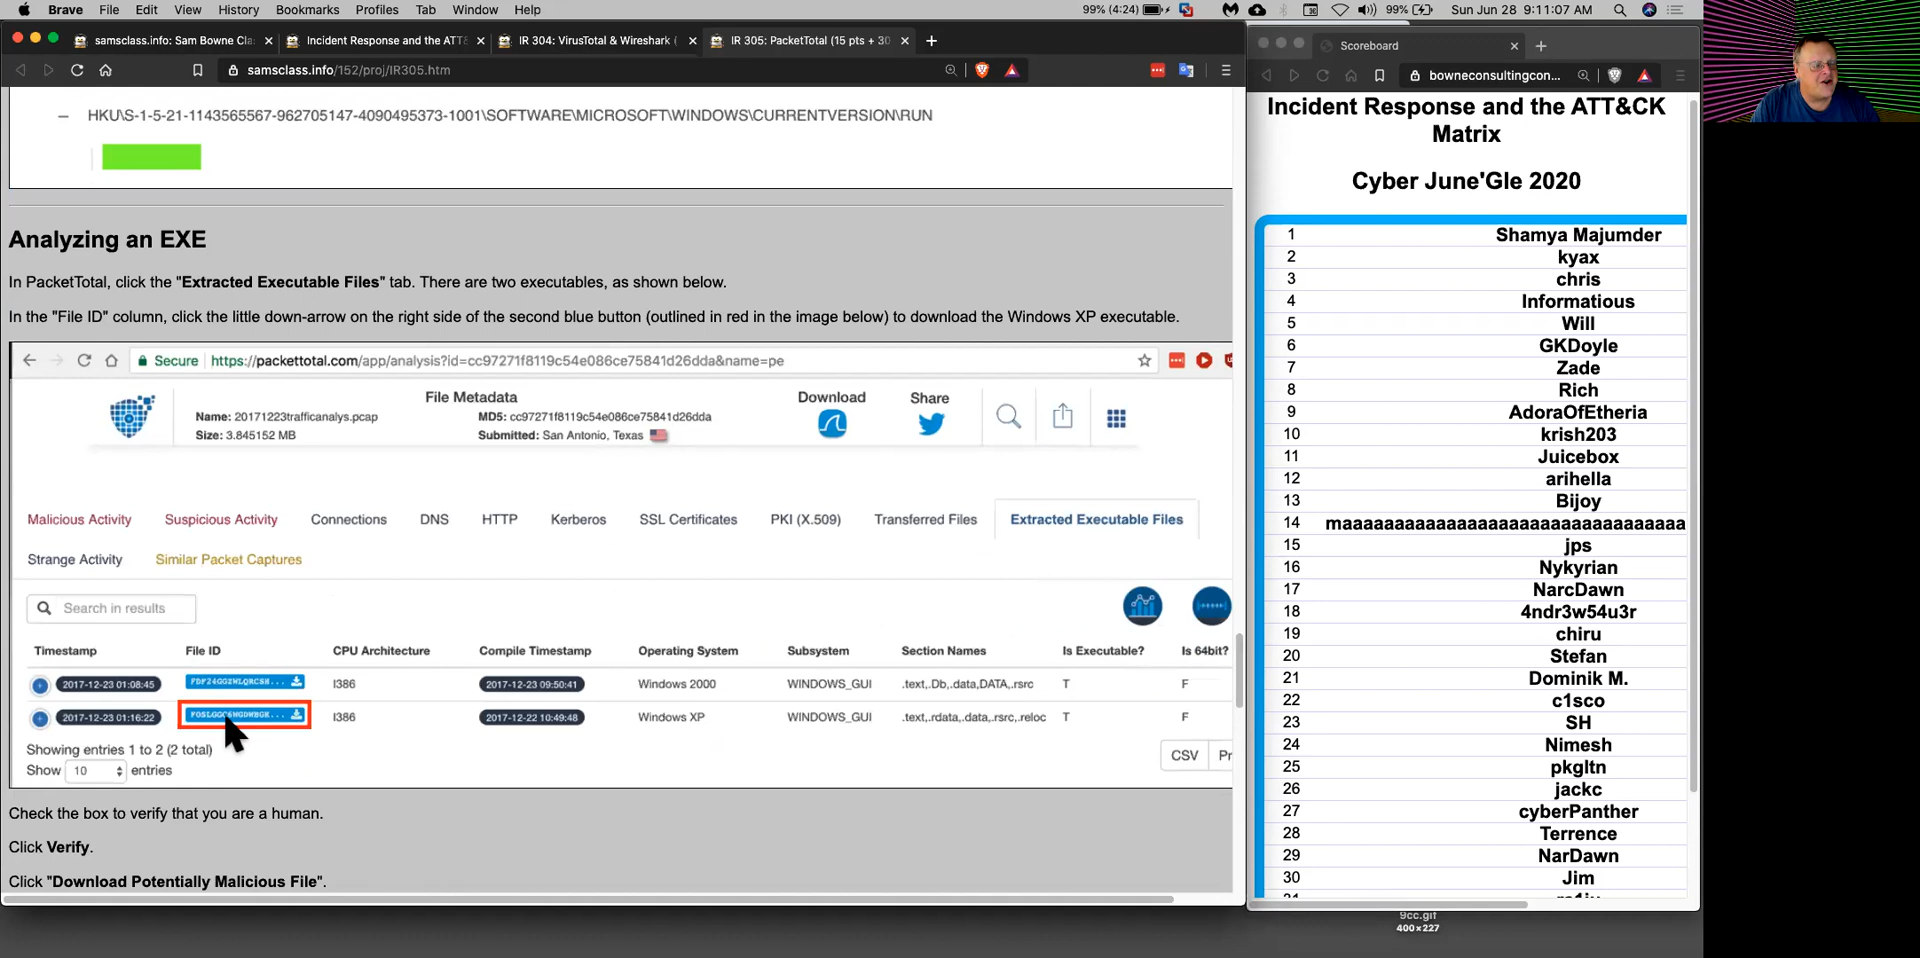 Brave File Edit View History Bookmarks Profiles Tab Window Help
99% (4:24) 99% Sun Jun 28 9:11:07 AM
samsclass.info: Sam Bowne Cla
Incident Response and the ATT&
IR 304: VirusTotal & Wireshark (
IR 305: PacketTotal (15 pts + 30
samsclass.info/152/proj/IR305.htm
HKU\S-1-5-21-1143565567-962705147-4090495373-1001\SOFTWARE\MICROSOFT\WINDOWS\CURRENTVERSION\RUN
Analyzing an EXE
In PacketTotal, click the "Extracted Executable Files" tab. There are two executables, as shown below.
In the "File ID" column, click the little down-arrow on the right side of the second blue button (outlined in red in the image below) to download the Windows XP executable.
Secure https://packettotal.com/app/analysis?id=cc97271f8119c54e086ce75841d26dda&name=pe
File Metadata
Name: 20171223trafficanalys.pcap
Size: 3.845152 MB
MD5: cc97271f8119c54e086ce75841d26dda
Submitted: San Antonio, Texas
Download
Share
Malicious Activity Suspicious Activity Connections DNS HTTP Kerberos SSL Certificates PKI (X.509) Transferred Files Extracted Executable Files
Strange Activity Similar Packet Captures
Search in results
Timestamp File ID CPU Architecture Compile Timestamp Operating System Subsystem Section Names Is Executable? Is 64bit?
2017-12-23 01:08:45 I386 2017-12-23 09:50:41 Windows 2000 WINDOWS_GUI .text,.Db,.data,DATA,.rsrc T F
2017-12-23 01:16:22 I386 2017-12-22 10:49:48 Windows XP WINDOWS_GUI .text,.rdata,.data,.rsrc,.reloc T F
Showing entries 1 to 2 (2 total)
Show 10 entries
CSV Pr
Check the box to verify that you are a human.
Click Verify.
Click "Download Potentially Malicious File".
Scoreboard
bowneconsultingcon...
Incident Response and the ATT&CK
Matrix
Cyber June'Gle 2020
1 Shamya Majumder
2 kyax
3 chris
4 Informatious
5 Will
6 GKDoyle
7 Zade
8 Rich
9 AdoraOfEtheria
10 krish203
11 Juicebox
12 arihella
13 Bijoy
14 maaaaaaaaaaaaaaaaaaaaaaaaaaaaaaaaa
15 jps
16 Nykyrian
17 NarcDawn
18 4ndr3w54u3r
19 chiru
20 Stefan
21 Dominik M.
22 c1sco
23 SH
24 Nimesh
25 pkgltn
26 jackc
27 cyberPanther
28 Terrence
29 NarDawn
30 Jim
9cc.gif
400×227